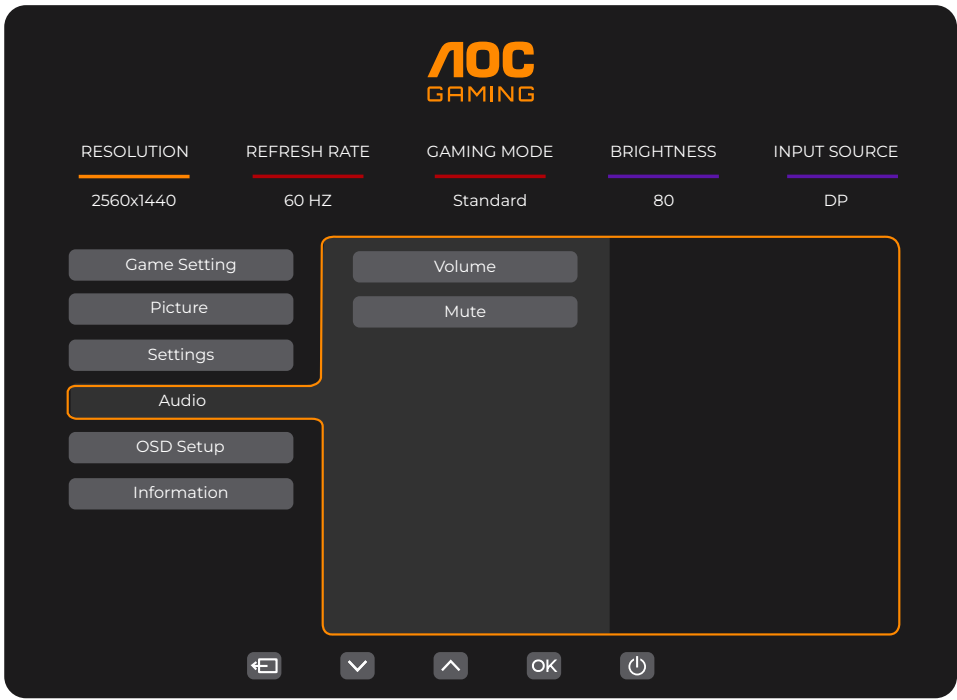 AOC
GAMING
RESOLUTION REFRESH RATE GAMING MODE BRIGHTNESS INPUT SOURCE
2560x1440 60 HZ Standard 80 DP
Game Setting
Volume
Picture
Mute
Settings
Audio
OSD Setup
Information
OK